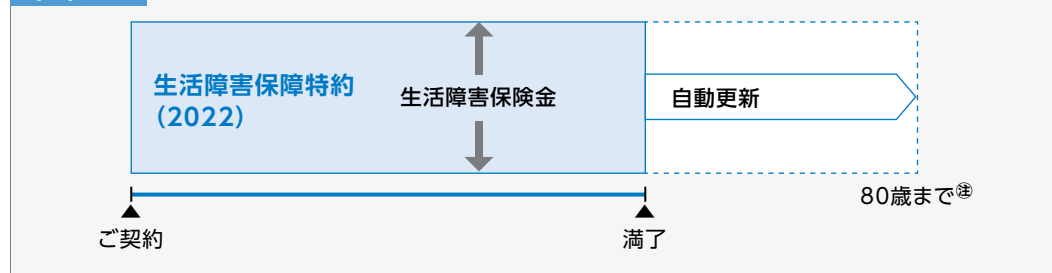 生活障害保障特約
（2022）
生活障害保険金
自動更新
80歳まで㊟
ご契約
満了